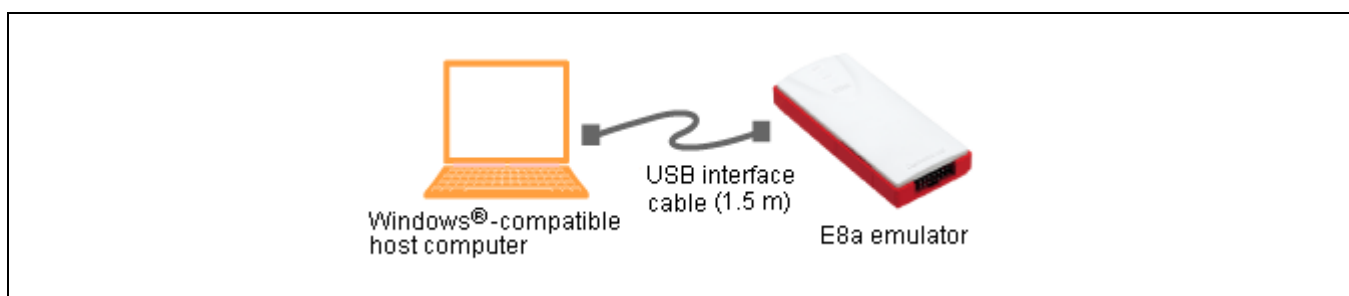 USB interface
cable (1.5 m)
Windows®-compatible
host computer
E8a emulator